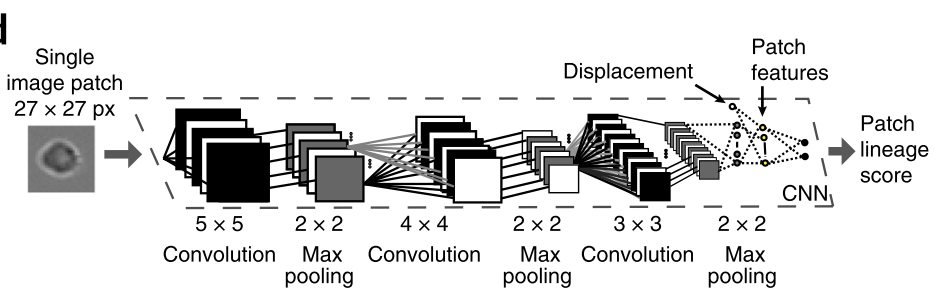 d
Single
image patch
27 × 27 px
Displacement
Patch
features
Patch
lineage
score
CNN
5 × 5
Convolution
2 × 2
Max
pooling
4 × 4
Convolution
2 × 2
Max
pooling
3 × 3
Convolution
2 × 2
Max
pooling